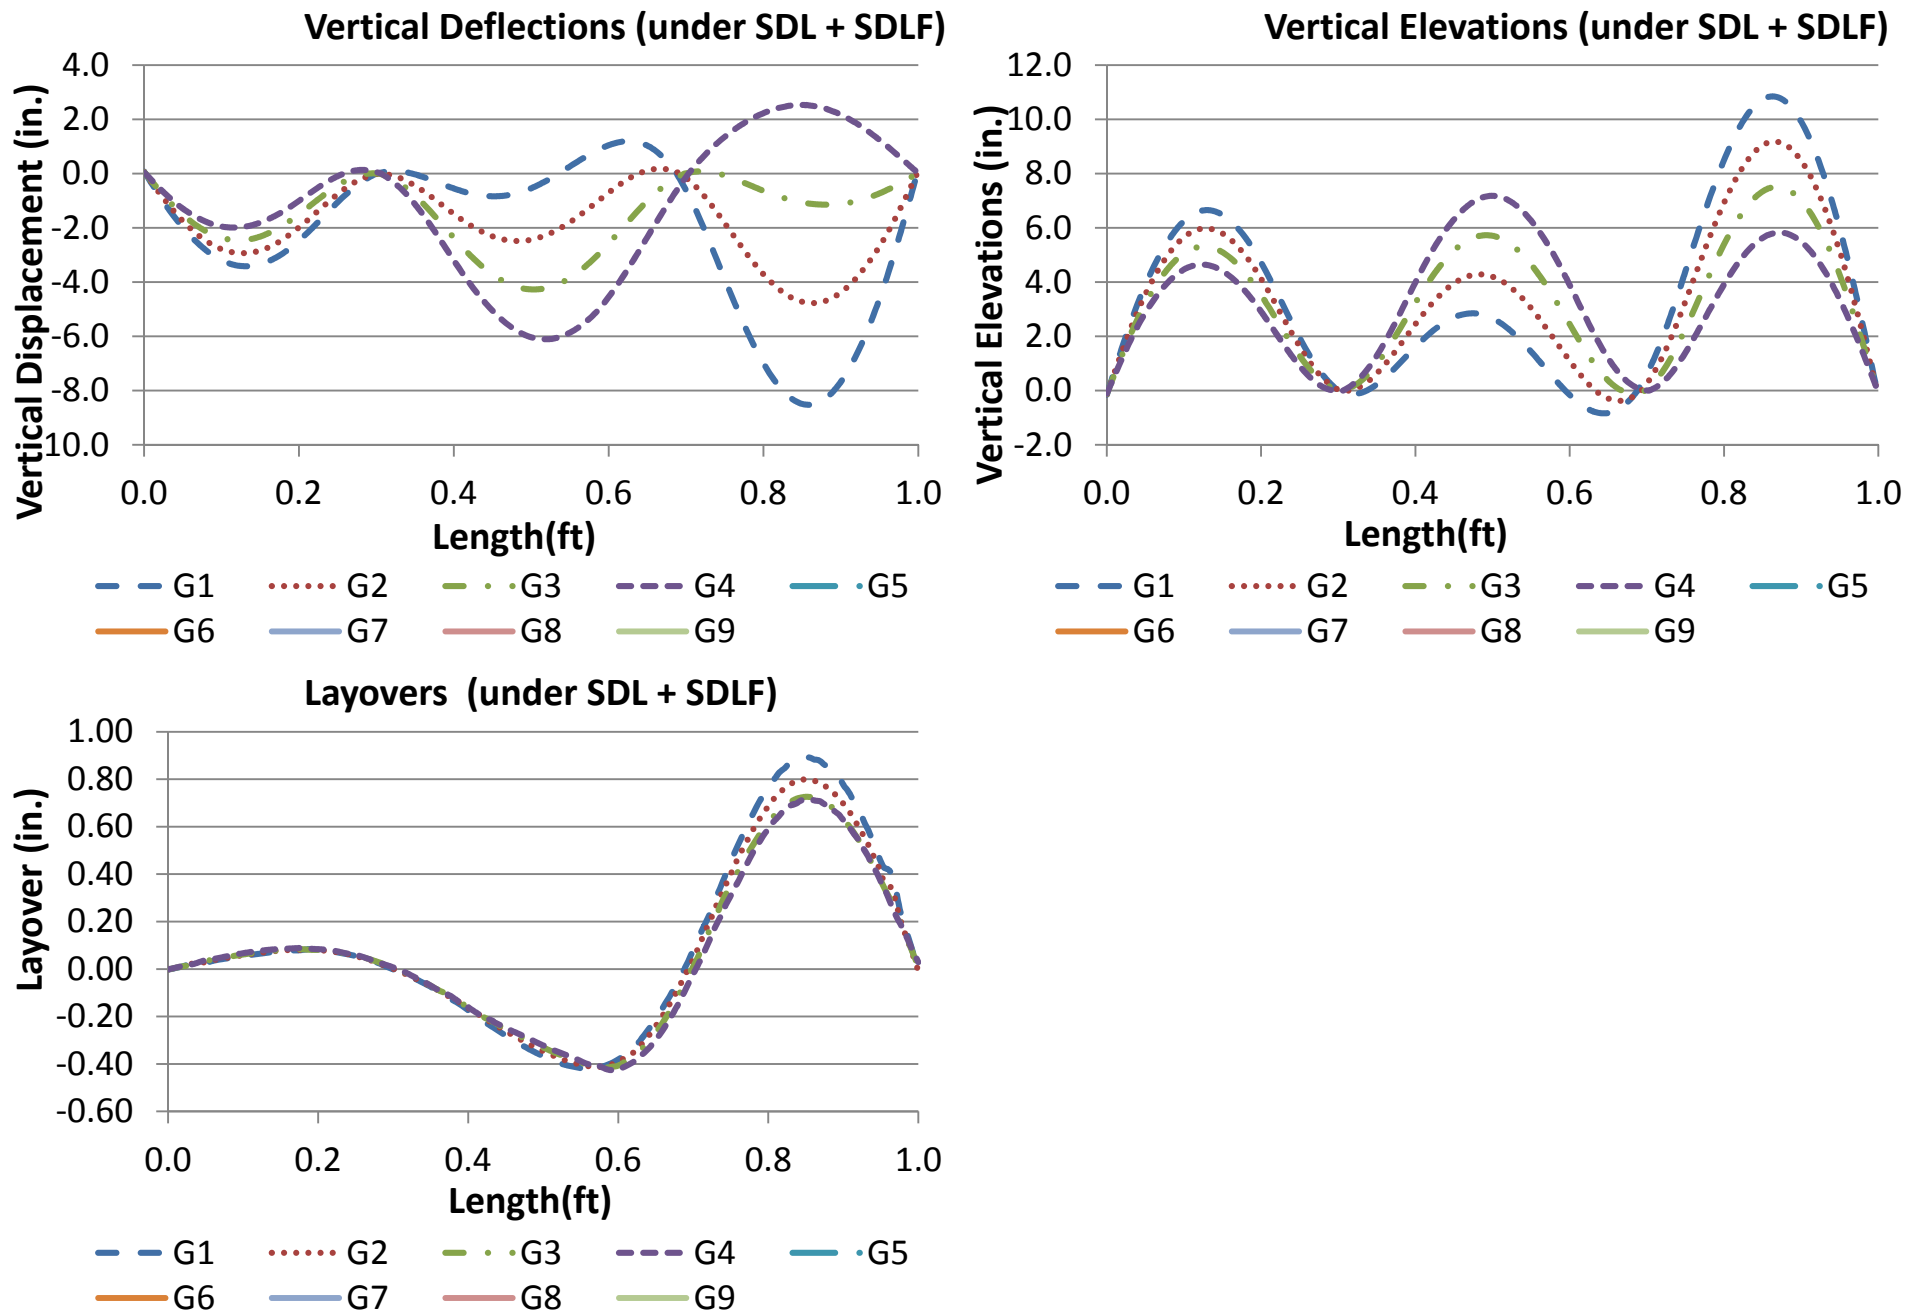 Vertical Deflections (under SDL + SDLF)
Vertical Displacement (in.)
4.0
2.0
0.0
-2.0
-4.0
-6.0
-8.0
10.0
0.0 0.2 0.4 0.6 0.8 1.0
Length(ft)
G1 G2 G3 G4 G5
G6 G7 G8 G9
Vertical Elevations (under SDL + SDLF)
Vertical Elevations (in.)
12.0
10.0
8.0
6.0
4.0
2.0
0.0
-2.0
0.0 0.2 0.4 0.6 0.8 1.0
Length(ft)
G1 G2 G3 G4 G5
G6 G7 G8 G9
Layovers (under SDL + SDLF)
Layover (in.)
1.00
0.80
0.60
0.40
0.20
0.00
-0.20
-0.40
-0.60
0.0 0.2 0.4 0.6 0.8 1.0
Length(ft)
G1 G2 G3 G4 G5
G6 G7 G8 G9